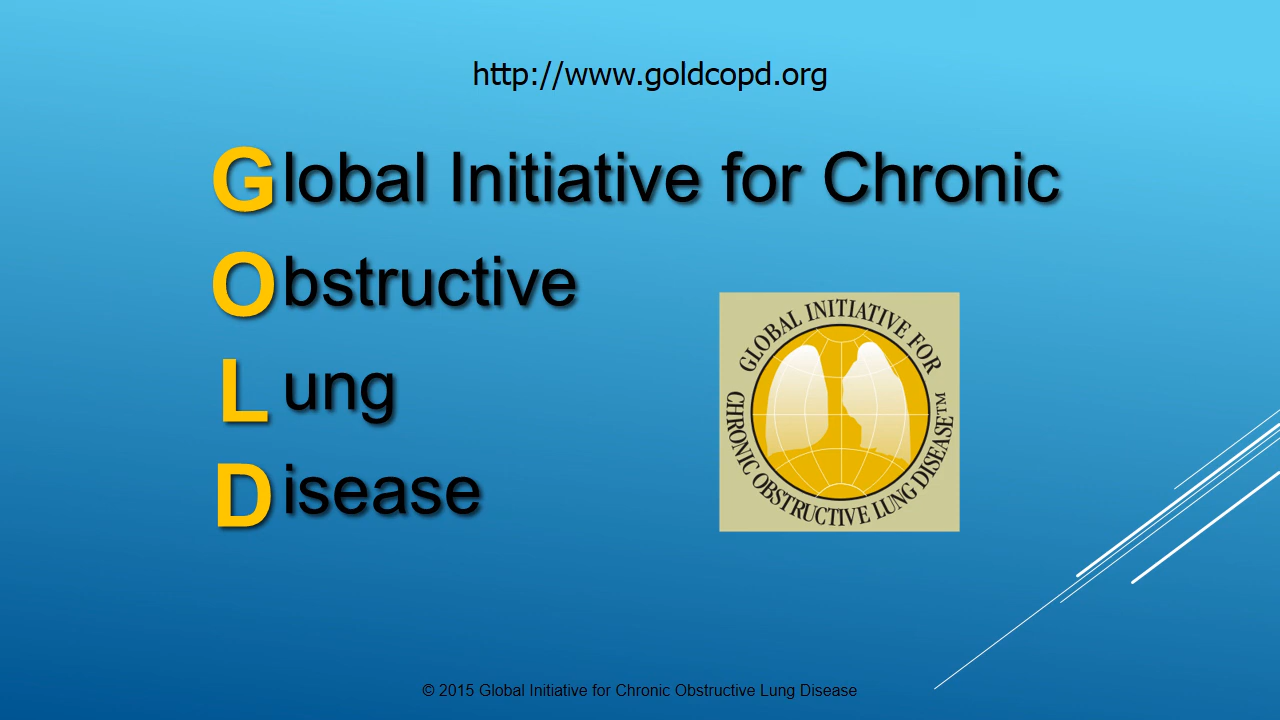 http://www.goldcopd.org
Global Initiative for Chronic
Obstructive
Lung
Disease
GLOBAL INITIATIVE FOR
CHRONIC OBSTRUCTIVE LUNG DISEASE™
© 2015 Global Initiative for Chronic Obstructive Lung Disease